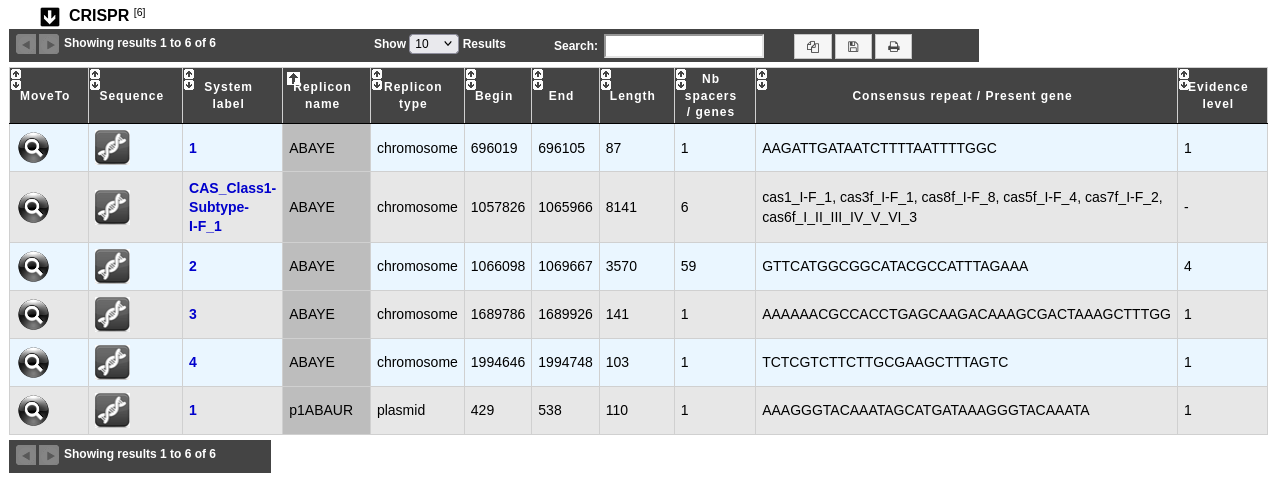 CRISPR [6]
Showing results 1 to 6 of 6 Show 10 Results Search:
MoveTo Sequence System label Replicon name Replicon type Begin End Length Nb spacers / genes Consensus repeat / Present gene Evidence level
1 ABAYE chromosome 696019 696105 87 1 AAGATTGATAATCTTTTAATTTTGGC 1
CAS_Class1-Subtype-I-F_1 ABAYE chromosome 1057826 1065966 8141 6 cas1_I-F_1, cas3f_I-F_1, cas8f_I-F_8, cas5f_I-F_4, cas7f_I-F_2, cas6f_I_II_III_IV_V_VI_3 -
2 ABAYE chromosome 1066098 1069667 3570 59 GTTCATGGCGGCATACGCCATTTAGAAA 4
3 ABAYE chromosome 1689786 1689926 141 1 AAAAAACGCCACCTGAGCAAGACAAAGCGACTAAAGCTTTGG 1
4 ABAYE chromosome 1994646 1994748 103 1 TCTCGTCTTCTTGCGAAGCTTTAGTC 1
1 p1ABAUR plasmid 429 538 110 1 AAAGGGTACAAATAGCATGATAAAGGGTACAAATA 1
Showing results 1 to 6 of 6